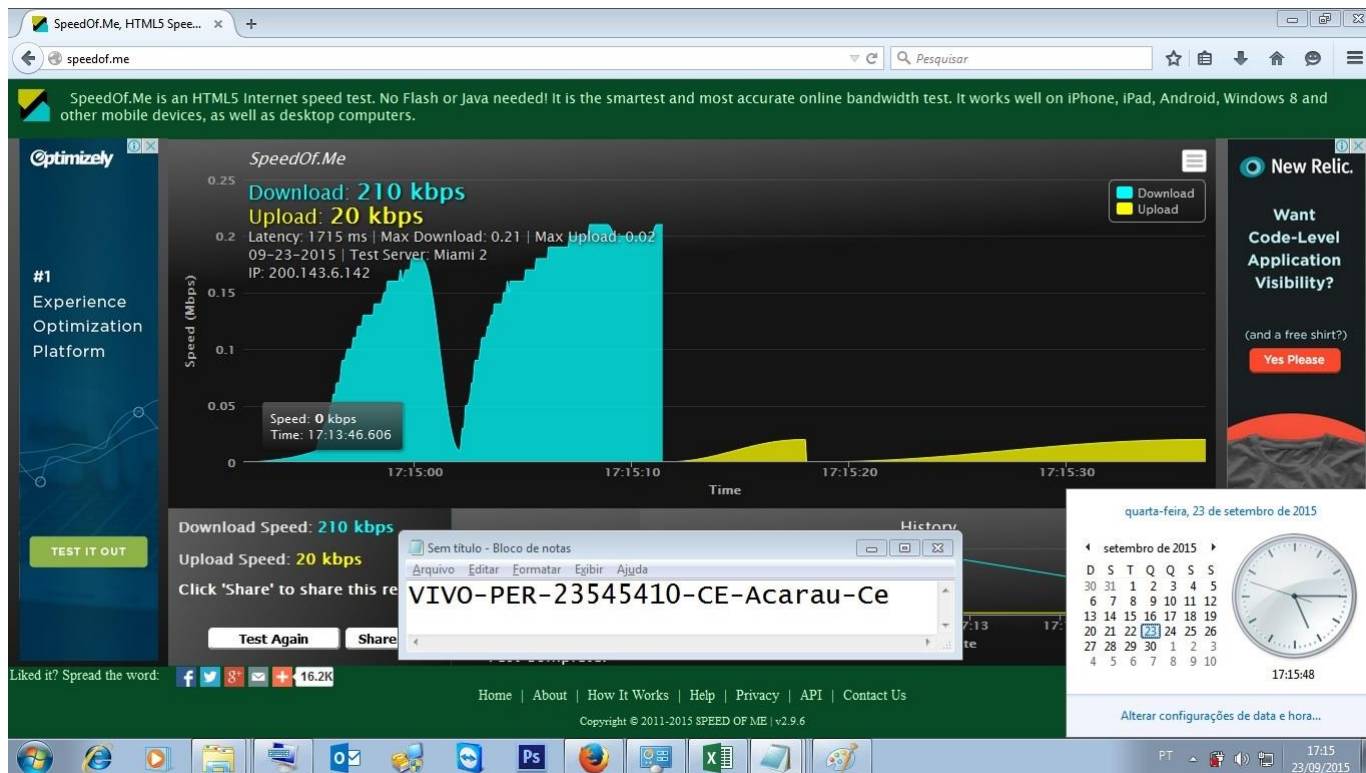 SpeedOf.Me, HTML5 Spee...
speedof.me
Pesquisar
SpeedOf.Me is an HTML5 Internet speed test. No Flash or Java needed! It is the smartest and most accurate online bandwidth test. It works well on iPhone, iPad, Android, Windows 8 and
other mobile devices, as well as desktop computers.
Optimizely
#1
Experience
Optimization
Platform
TEST IT OUT
SpeedOf.Me
Download: 210 kbps
Upload: 20 kbps
Latency: 1715 ms | Max Download: 0.21 | Max Upload: 0.02
09-23-2015 | Test Server: Miami 2
IP: 200.143.6.142
Download
Upload
Speed (Mbps)
0.25
0.2
0.15
0.1
0.05
0
Speed: 0 kbps
Time: 17:13:46.606
17:15:00 17:15:10 17:15:20 17:15:30
Time
New Relic.
Want
Code-Level
Application
Visibility?
(and a free shirt?)
Yes Please
Download Speed: 210 kbps
Upload Speed: 20 kbps
Click 'Share' to share this re
Test Again Share
History
Sem título - Bloco de notas
Arquivo Editar Formatar Exibir Ajuda
VIVO-PER-23545410-CE-Acarau-Ce
quarta-feira, 23 de setembro de 2015
setembro de 2015
D S T Q Q S S
30 31 1 2 3 4 5
6 7 8 9 10 11 12
13 14 15 16 17 18 19
20 21 22 23 24 25 26
27 28 29 30 1 2 3
4 5 6 7 8 9 10
17:15:48
Alterar configurações de data e hora...
Liked it? Spread the word:
16.2K
Home | About | How It Works | Help | Privacy | API | Contact Us
Copyright © 2011-2015 SPEED OF ME | v2.9.6
Ps
PT
17:15
23/09/2015